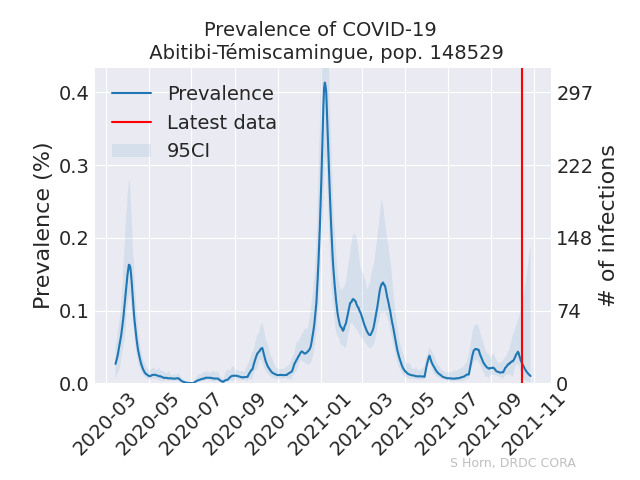 Prevalence of COVID-19
Abitibi-Témiscamingue, pop. 148529
Prevalence
Latest data
95CI
Prevalence (%)
0.4
0.3
0.2
0.1
0.0
297
222
148
74
0
# of infections
2020-03
2020-05
2020-07
2020-09
2020-11
2021-01
2021-03
2021-05
2021-07
2021-09
2021-11
S Horn, DRDC CORA